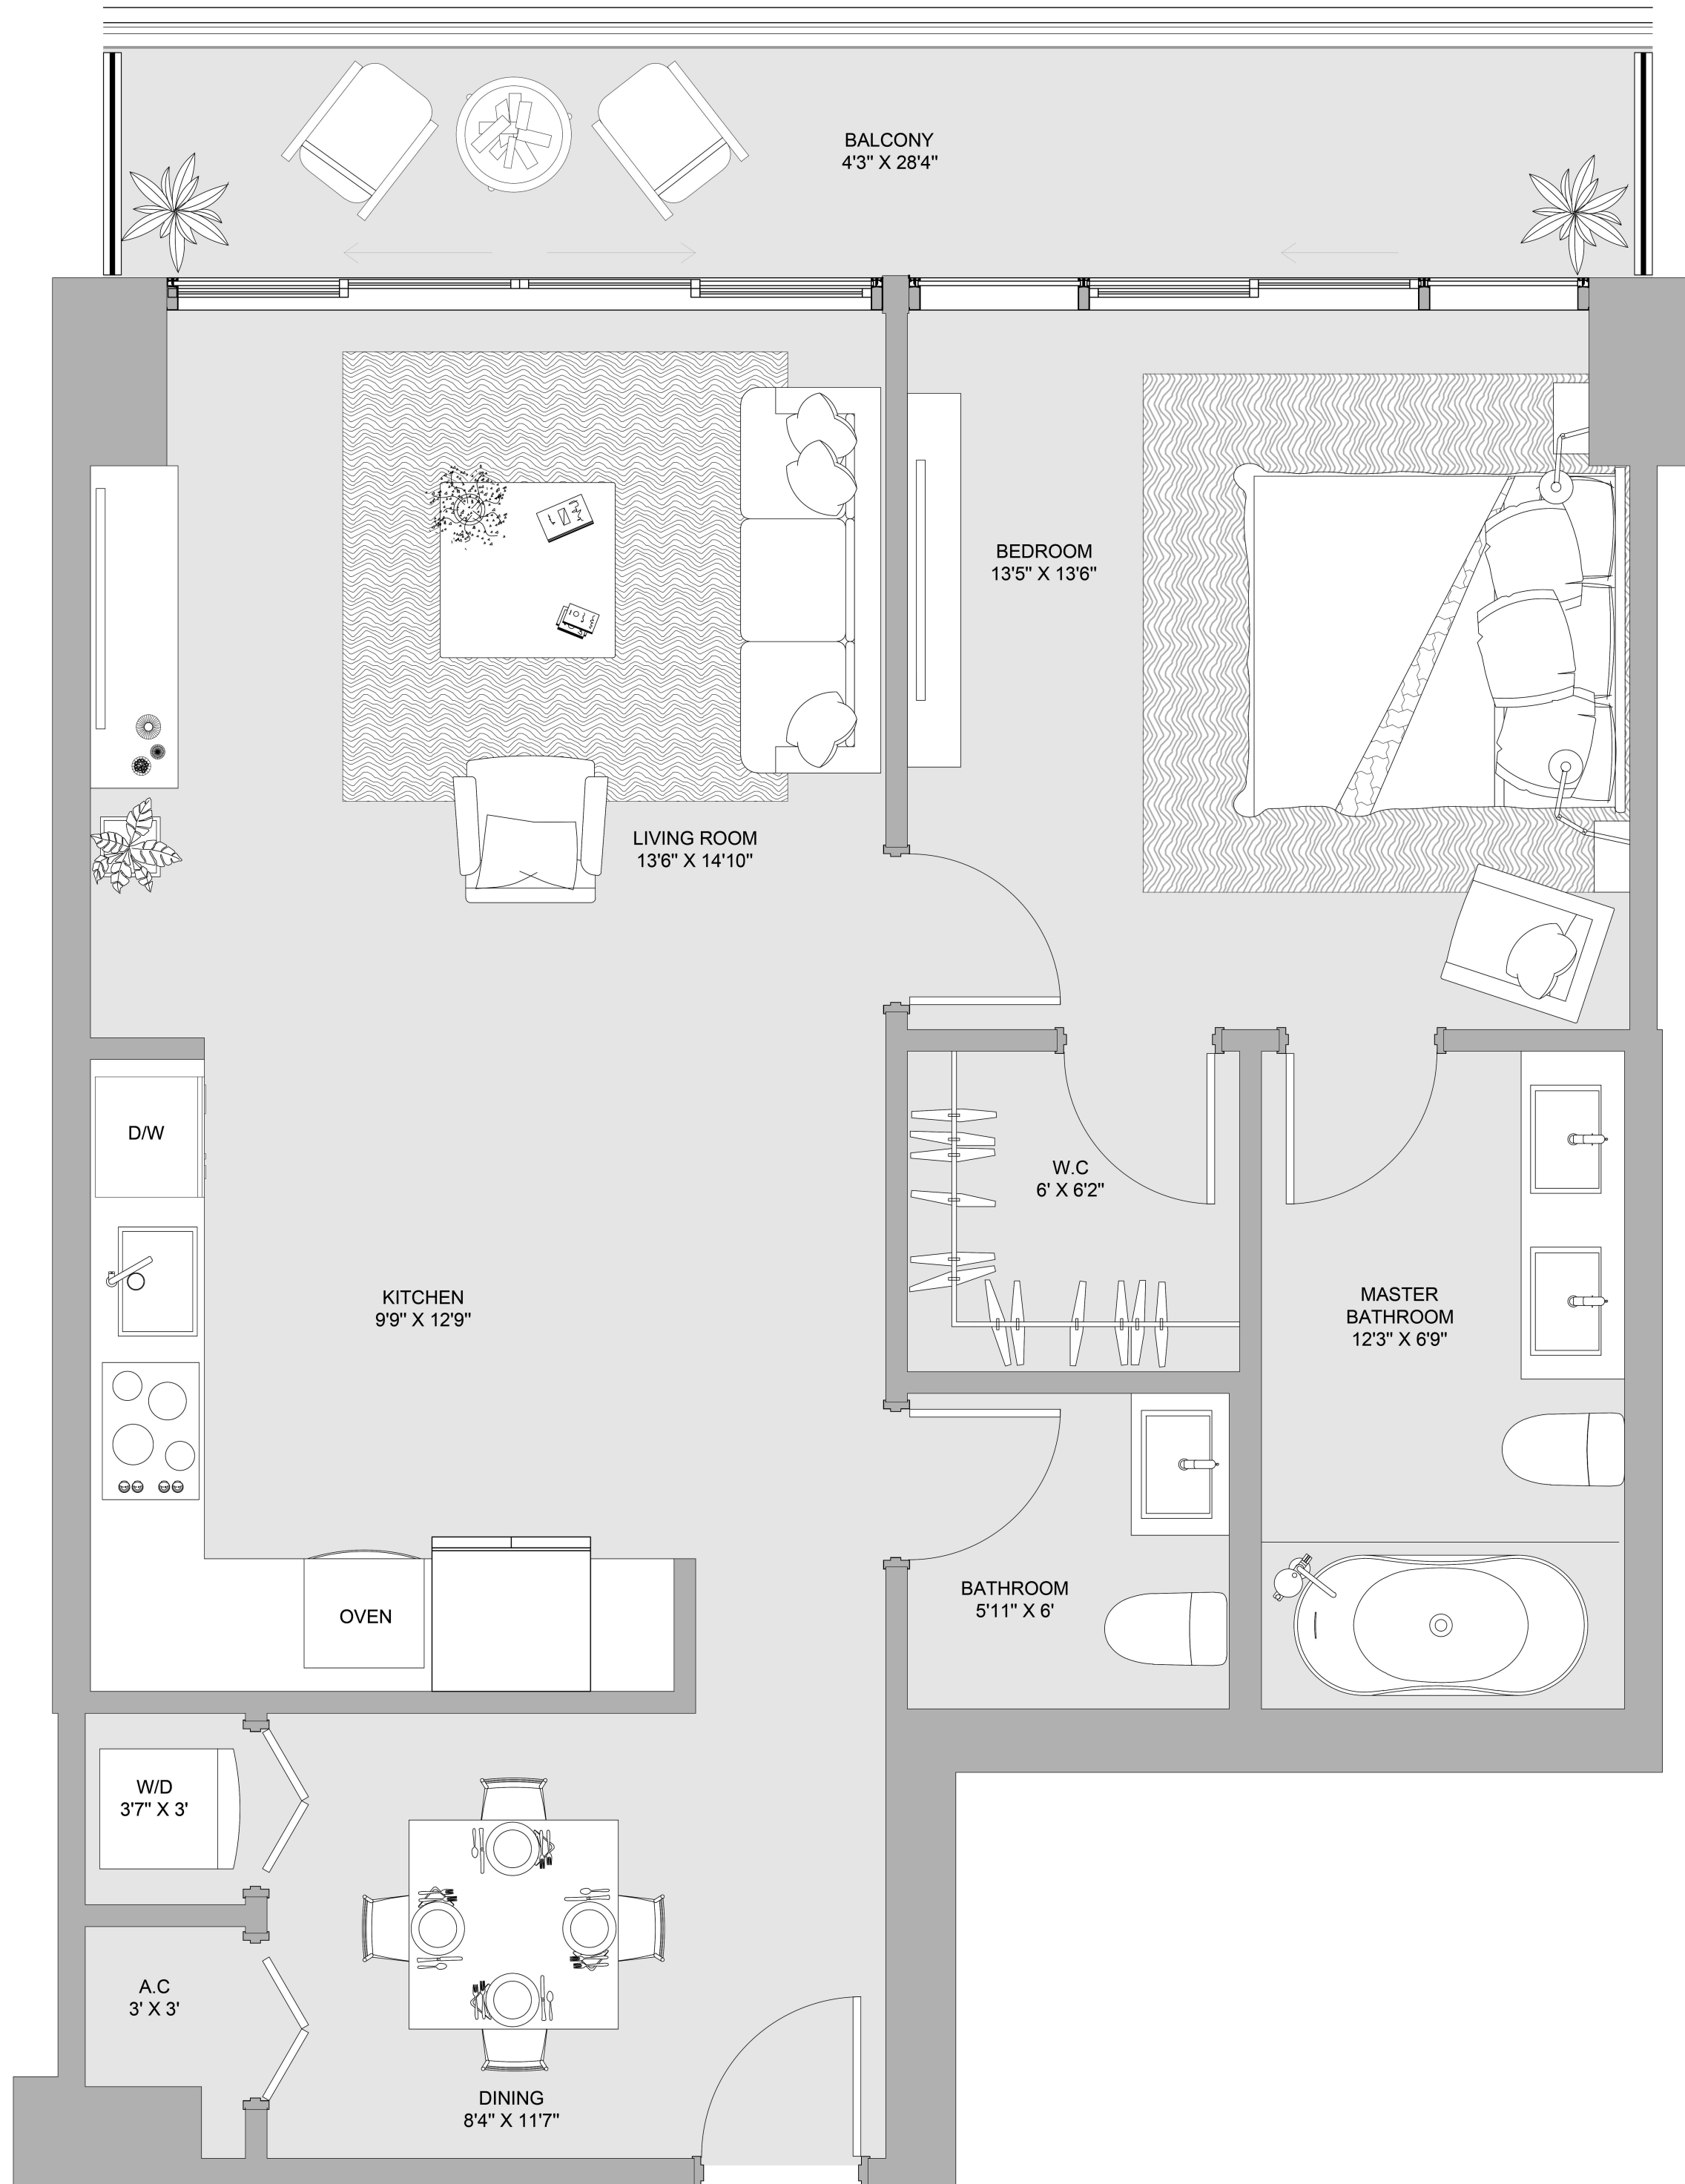 BALCONY
4'3" X 28'4"
BEDROOM
13'5" X 13'6"
LIVING ROOM
13'6" X 14'10"
D/W
W.C
6' X 6'2"
KITCHEN
9'9" X 12'9"
MASTER
BATHROOM
12'3" X 6'9"
OVEN
BATHROOM
5'11" X 6'
W/D
3'7" X 3'
A.C
3' X 3'
DINING
8'4" X 11'7"